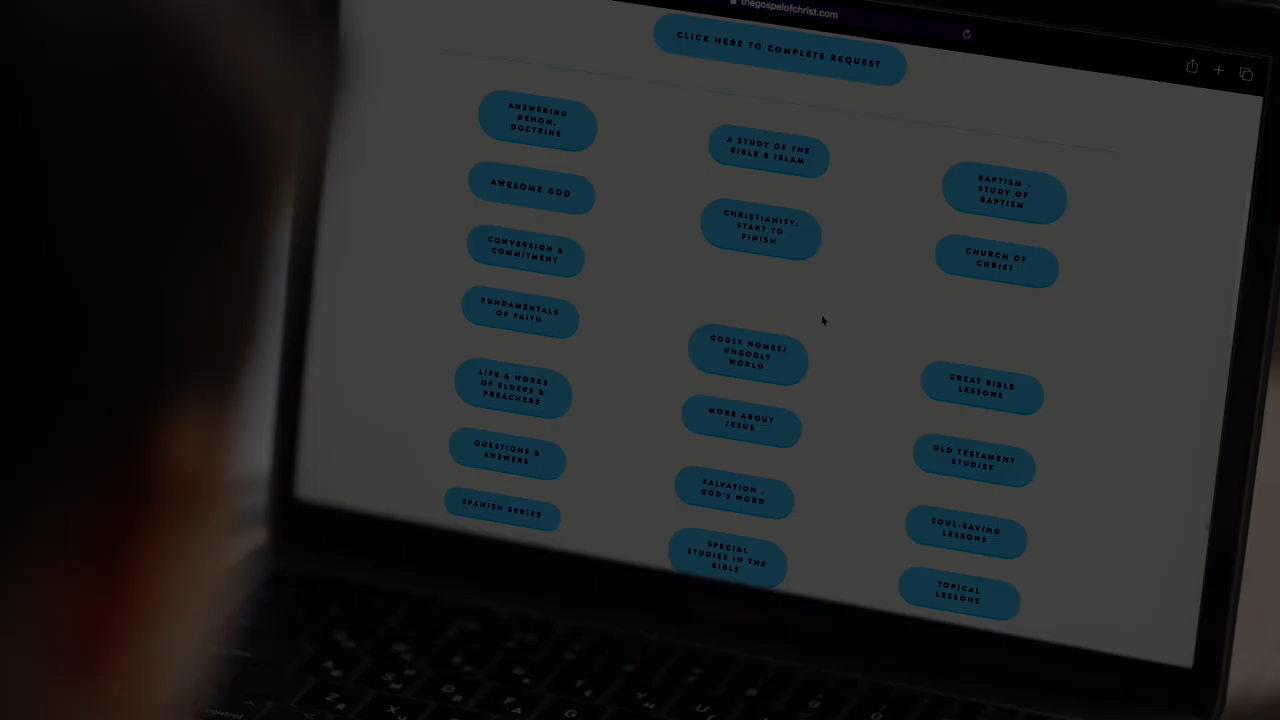 thegospelofchrist.com
CLICK HERE TO COMPLETE REQUEST
ANSWERING
DENOM.
DOCTRINE
A STUDY OF THE
BIBLE & ISLAM
BAPTISM -
STUDY OF
BAPTISM
AWESOME GOD
CHRISTIANITY:
START TO
FINISH
CHURCH OF
CHRIST
CONVERSION &
COMMITMENT
FUNDAMENTALS
OF FAITH
GODLY HOMES/
UNGODLY
WORLD
GREAT BIBLE
LESSONS
LIFE & WORKS
OF ELDERS &
PREACHERS
MORE ABOUT
JESUS
OLD TESTAMENT
STUDIES
QUESTIONS &
ANSWERS
SALVATION -
GOD'S WORD
SOUL-SAVING
LESSONS
SPANISH SERIES
SPECIAL
STUDIES IN THE
BIBLE
TOPICAL
LESSONS
control